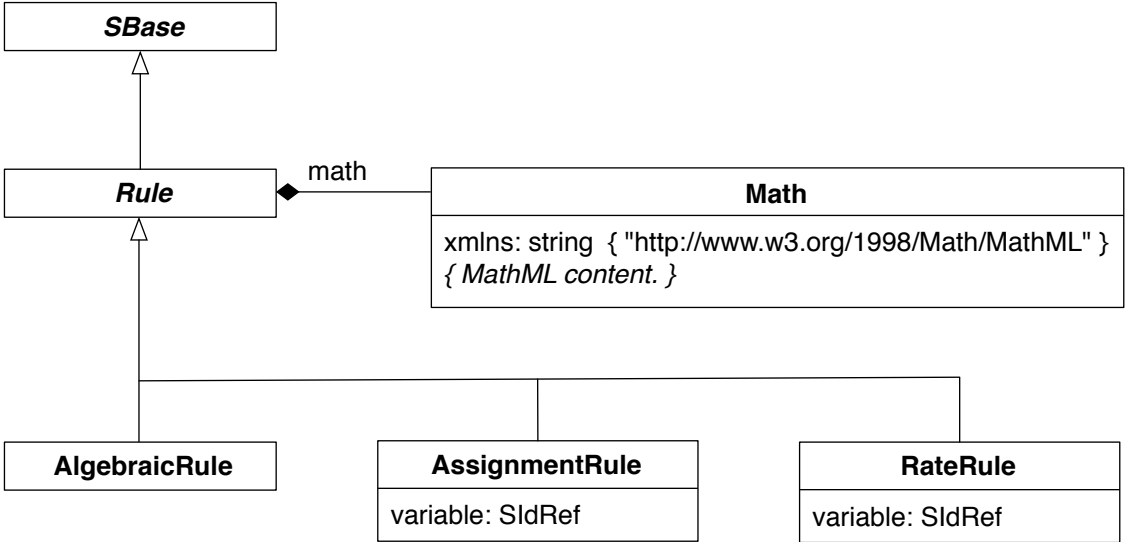 SBase
math
Rule
Math
xmlns: string { "http://www.w3.org/1998/Math/MathML" }
{ MathML content. }
AlgebraicRule
AssignmentRule
RateRule
variable: SIdRef
variable: SIdRef